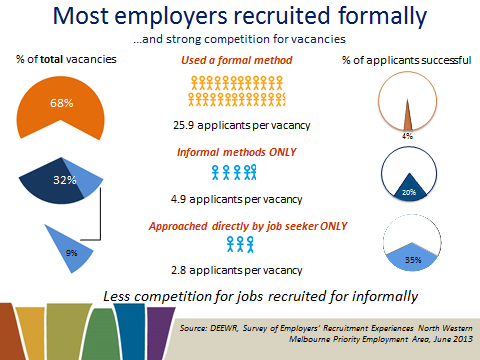 Most employers recruited formally
…and strong competition for vacancies
% of total vacancies
Used a formal method
% of applicants successful
68%
25.9 applicants per vacancy
4%
Informal methods ONLY
32%
20%
4.9 applicants per vacancy
Approached directly by job seeker ONLY
9%
35%
2.8 applicants per vacancy
Less competition for jobs recruited for informally
Source: DEEWR, Survey of Employers' Recruitment Experiences North Western
Melbourne Priority Employment Area, June 2013